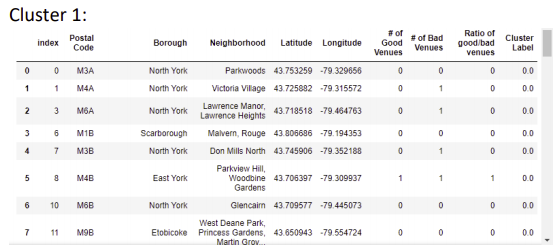 Cluster 1:
index Postal Code Borough Neighborhood Latitude Longitude # of Good Venues # of Bad Venues Ratio of good/bad venues Cluster Label
0 0 M3A North York Parkwoods 43.753259 -79.329656 0 0 0 0.0
1 1 M4A North York Victoria Village 43.725882 -79.315572 0 1 0 0.0
2 3 M6A North York Lawrence Manor, Lawrence Heights 43.718518 -79.464763 0 1 0 0.0
3 6 M1B Scarborough Malvern, Rouge 43.806686 -79.194353 0 0 0 0.0
4 7 M3B North York Don Mills North 43.745906 -79.352188 0 1 0 0.0
5 8 M4B East York Parkview Hill, Woodbine Gardens 43.706397 -79.309937 1 1 1 0.0
6 10 M6B North York Glencairn 43.709577 -79.445073 0 0 0 0.0
7 11 M9B Etobicoke West Deane Park, Princess Gardens, Martin Grov... 43.650943 -79.554724 0 0 0 0.0